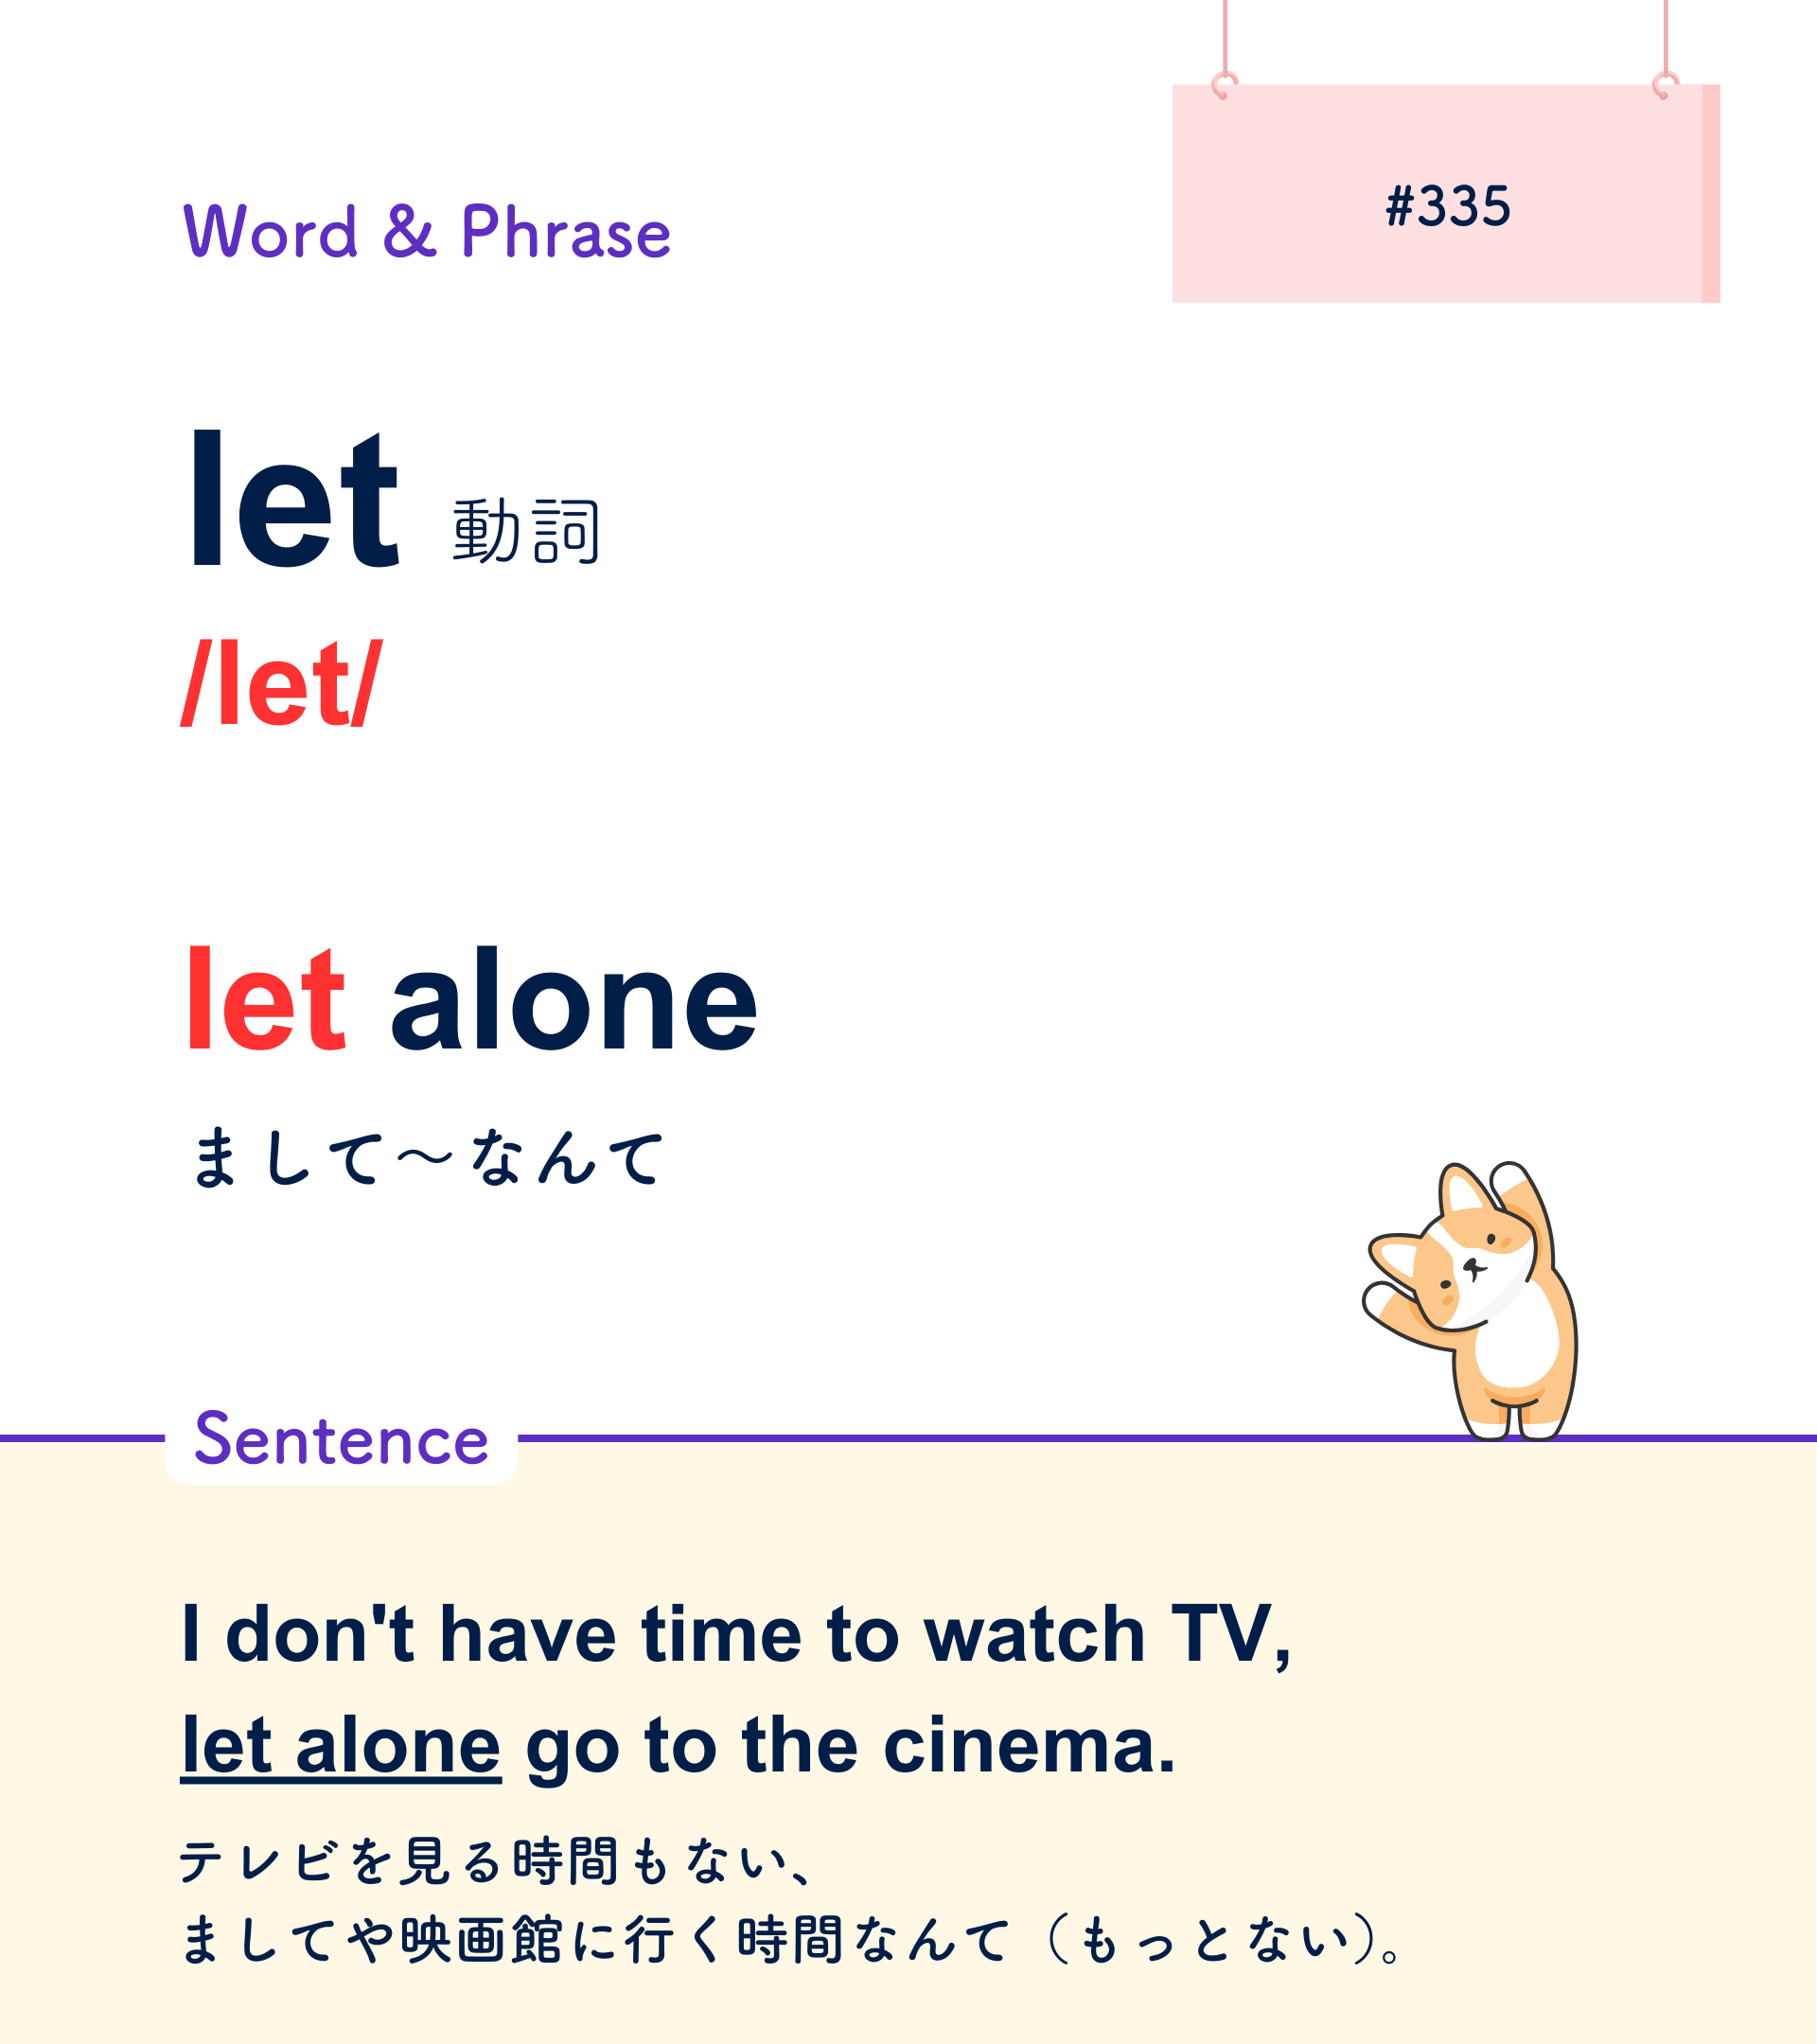 Word & Phrase
#335
let 動詞
/let/
let alone
まして〜なんて
Sentence
I don't have time to watch TV,
let alone go to the cinema.
テレビを見る時間もない、
ましてや映画館に行く時間なんて（もっとない）。